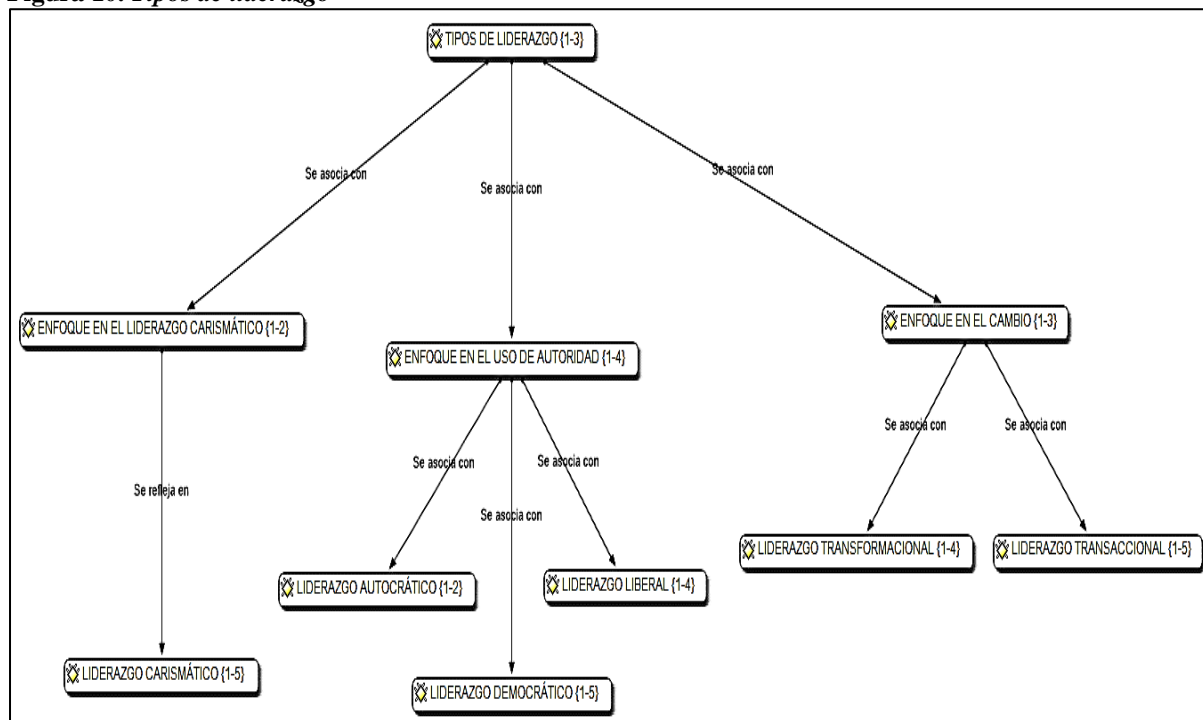 TIPOS DE LIDERAZGO {1-3}
Se asocia con
Se asocia con
Se asocia con
ENFOQUE EN EL LIDERAZGO CARISMÁTICO {1-2}
ENFOQUE EN EL USO DE AUTORIDAD {1-4}
ENFOQUE EN EL CAMBIO {1-3}
Se refleja en
Se asocia con
Se asocia con
Se asocia con
Se asocia con
Se asocia con
LIDERAZGO AUTOCRÁTICO {1-2}
LIDERAZGO LIBERAL {1-4}
LIDERAZGO TRANSFORMACIONAL {1-4}
LIDERAZGO TRANSACCIONAL {1-5}
LIDERAZGO CARISMÁTICO {1-5}
LIDERAZGO DEMOCRÁTICO {1-5}